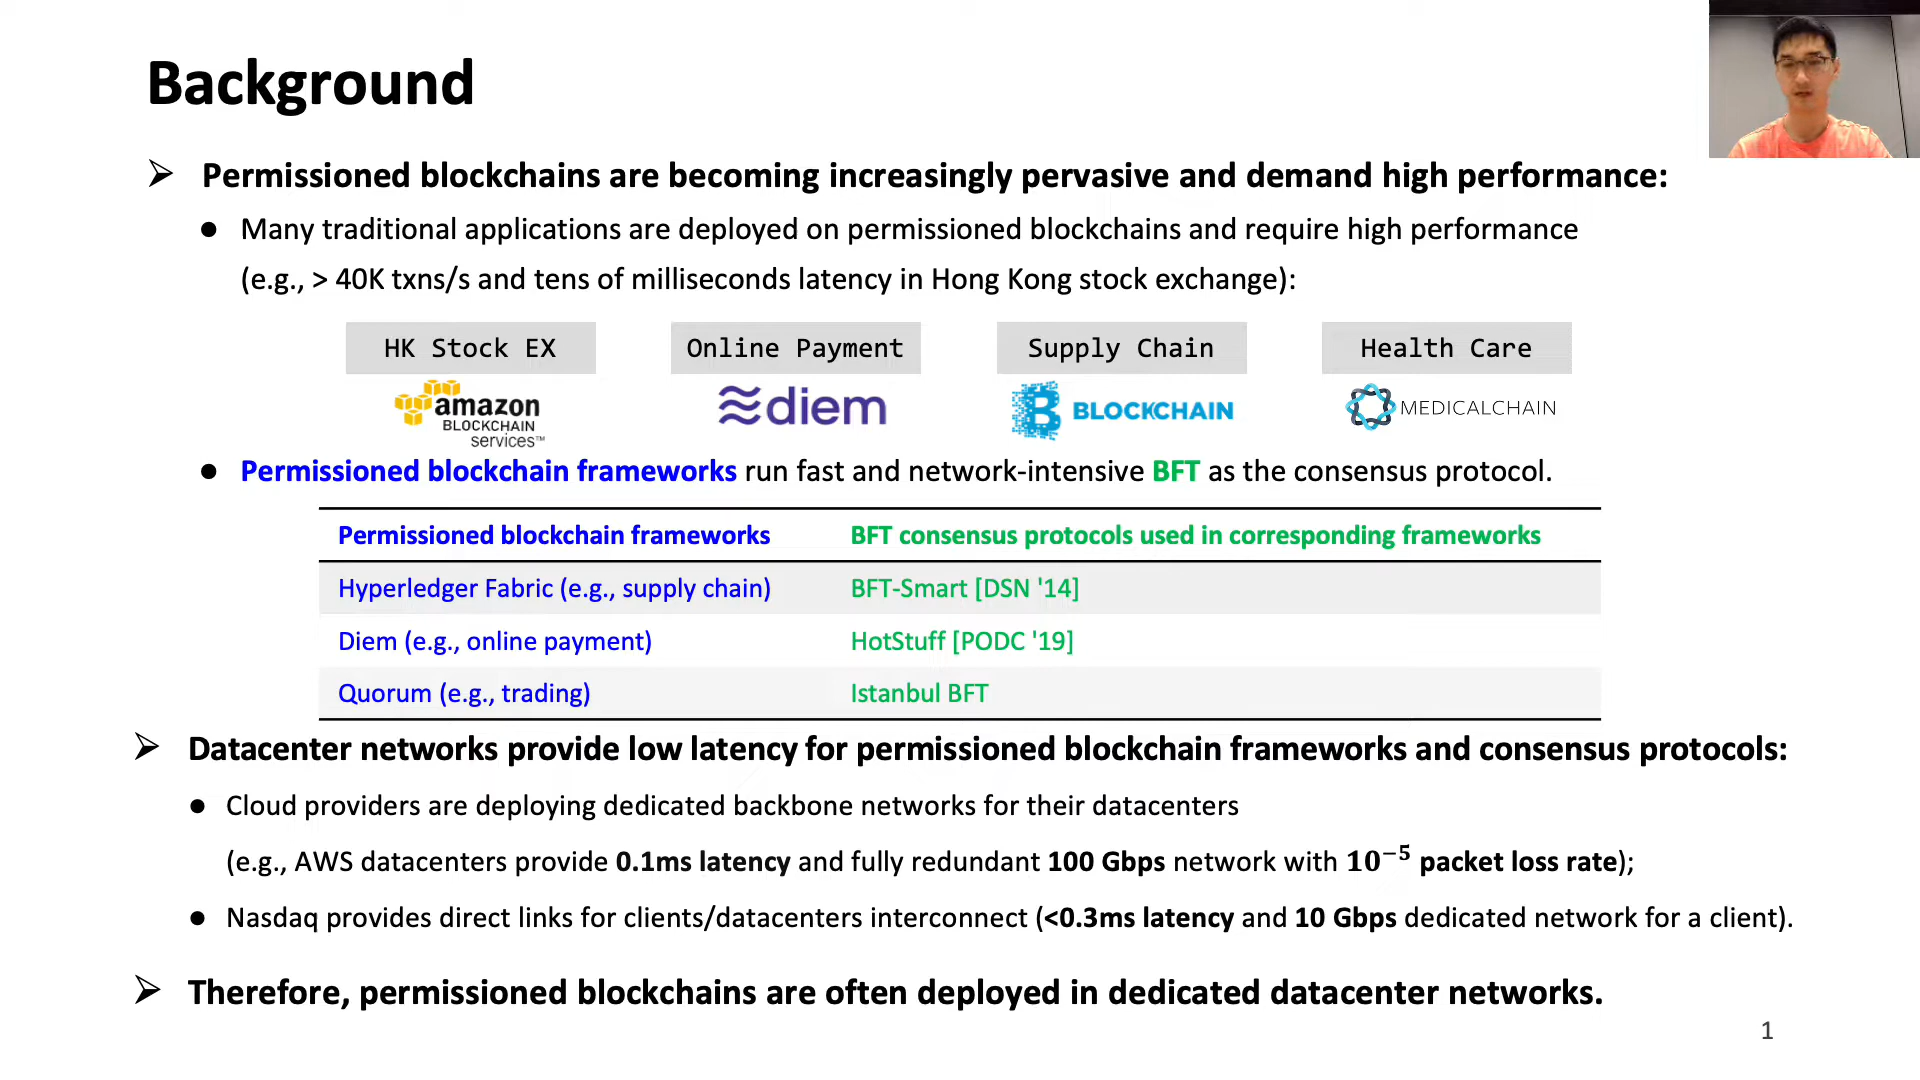 Background
Permissioned blockchains are becoming increasingly pervasive and demand high performance:
Many traditional applications are deployed on permissioned blockchains and require high performance
(e.g., > 40K txns/s and tens of milliseconds latency in Hong Kong stock exchange):
HK Stock EX
Online Payment
Supply Chain
Health Care
amazon
BLOCKCHAIN
services™
diem
BLOCKCHAIN
MEDICALCHAIN
Permissioned blockchain frameworks run fast and network-intensive BFT as the consensus protocol.
Permissioned blockchain frameworks BFT consensus protocols used in corresponding frameworks
Hyperledger Fabric (e.g., supply chain) BFT-Smart [DSN '14]
Diem (e.g., online payment) HotStuff [PODC '19]
Quorum (e.g., trading) Istanbul BFT
Datacenter networks provide low latency for permissioned blockchain frameworks and consensus protocols:
Cloud providers are deploying dedicated backbone networks for their datacenters
(e.g., AWS datacenters provide 0.1ms latency and fully redundant 100 Gbps network with 10⁻⁵ packet loss rate);
Nasdaq provides direct links for clients/datacenters interconnect (<0.3ms latency and 10 Gbps dedicated network for a client).
Therefore, permissioned blockchains are often deployed in dedicated datacenter networks.
1